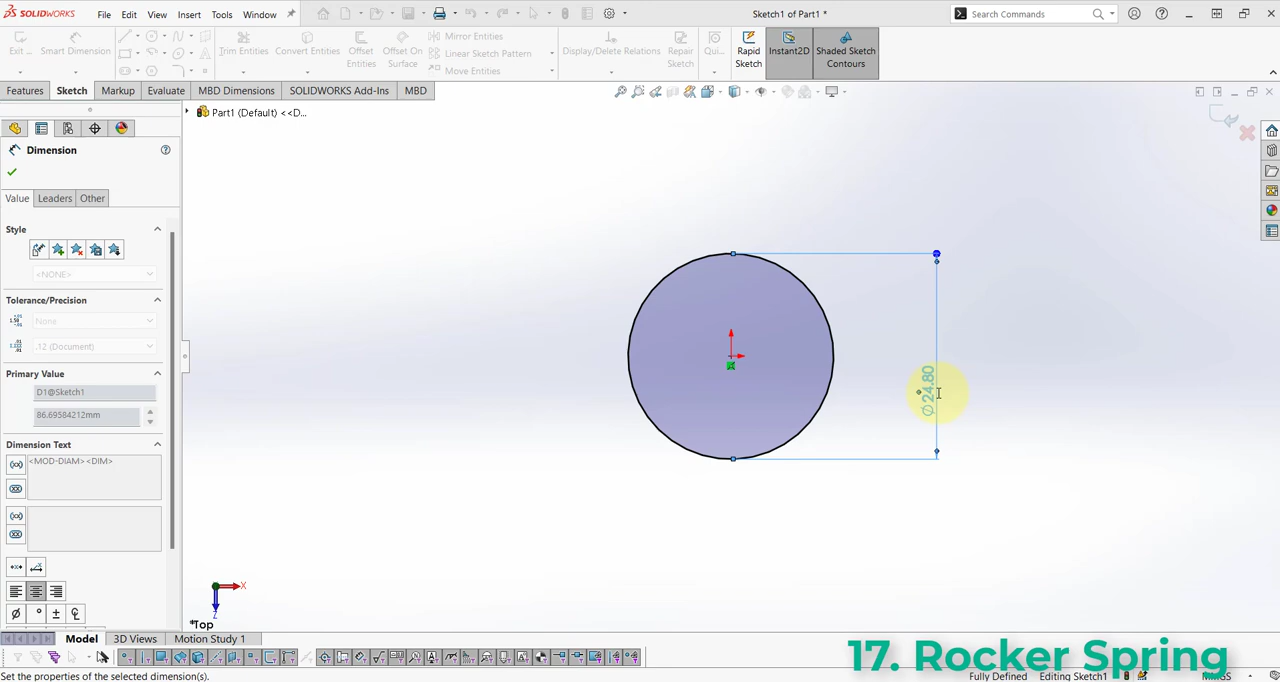 SOLIDWORKS File Edit View Insert Tools Window Sketch1 of Part1 * Search Commands
Exit ... Smart Dimension Trim Entities Convert Entities Offset Entities Offset On Surface Mirror Entities Linear Sketch Pattern Move Entities Display/Delete Relations Repair Sketch Qui... Rapid Sketch Instant2D Shaded Sketch Contours
Features Sketch Markup Evaluate MBD Dimensions SOLIDWORKS Add-Ins MBD
Part1 (Default) <<D...
Dimension
Value Leaders Other
Style
<NONE>
Tolerance/Precision
None
.12 (Document)
Primary Value
D1@Sketch1
86.69584212mm
Dimension Text
<MOD-DIAM><DIM>
∅24.80
X
Z
*Top
Model 3D Views Motion Study 1
17. Rocker Spring
Set the properties of the selected dimension(s). Fully Defined Editing Sketch1